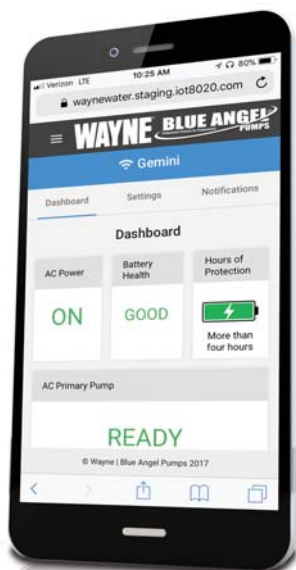 Verizon LTE 10:25 AM 80%
waynewater.staging.iot8020.com
WAYNE BLUE ANGEL PUMPS
Gemini
Dashboard Settings Notifications
Dashboard
AC Power
Battery Health
Hours of Protection
ON
GOOD
More than
four hours
AC Primary Pump
READY
© Wayne | Blue Angel Pumps 2017